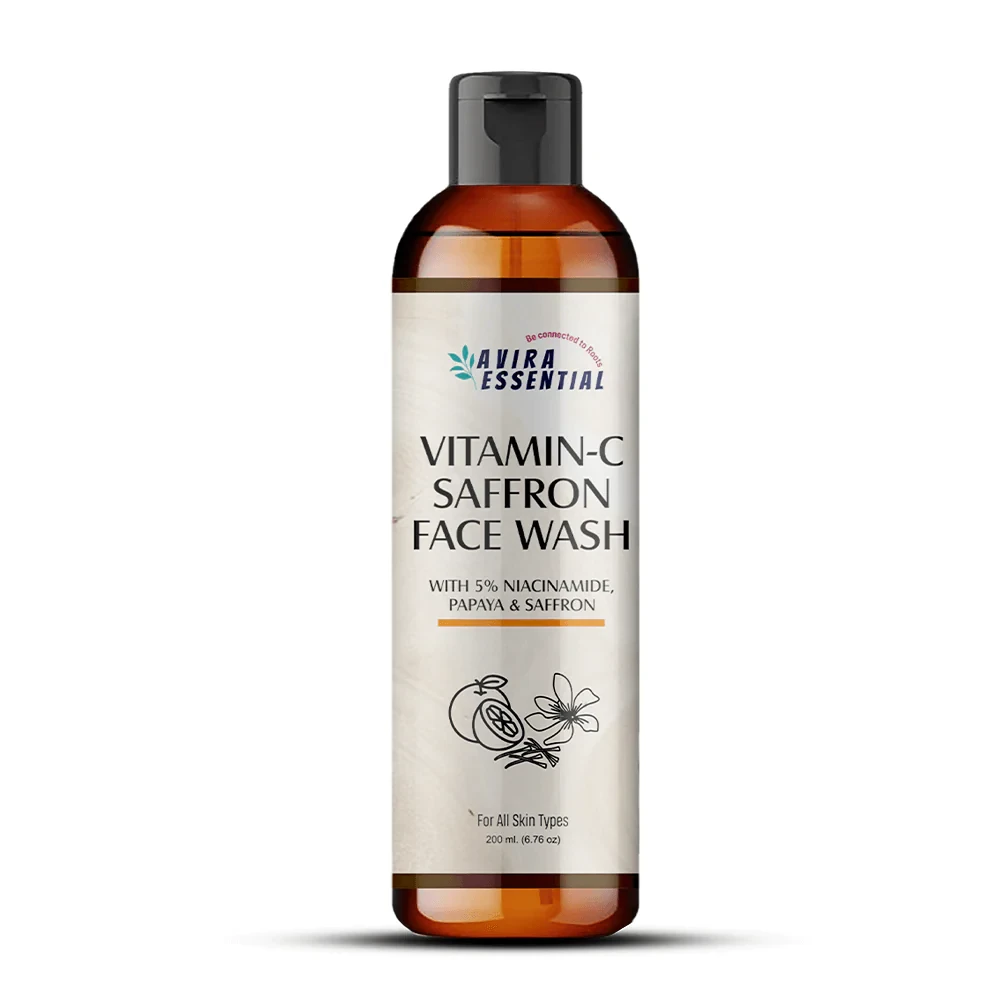 Be connected to Roots
AVIRA
ESSENTIAL
VITAMIN-C
SAFFRON
FACE WASH
WITH 5% NIACINAMIDE,
PAPAYA & SAFFRON
For All Skin Types
200 ml. (6.76 oz)